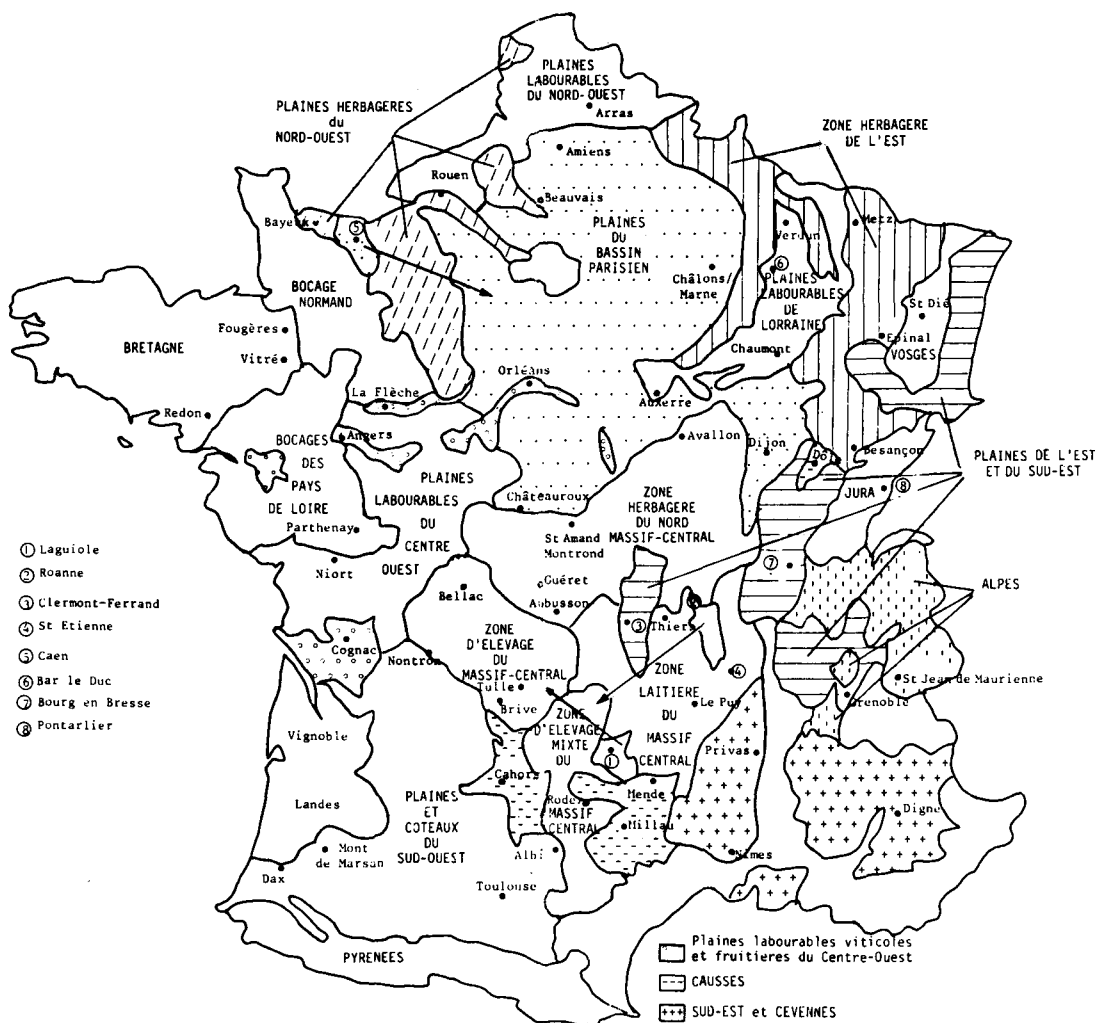 PLAINES
LABOURABLES
DU NORD-OUEST
Arras
PLAINES HERBAGERES
du
NORD-OUEST
ZONE HERBAGERE
DE L'EST
Amiens
Rouen
Beauvais
Bayeux
⑤
PLAINES
DU
BASSIN
PARISIEN
Verdun
Metz
⑥
Châlons/
Marne
PLAINES
LABOURABLES
DE
LORRAINE
BOCAGE
NORMAND
St Dié
Epinal
VOSGES
Fougères
BRETAGNE
Vitré
Chaumont
Orléans
La Flèche
Auxerre
Redon
Angers
Avallon
Dijon
Besançon
PLAINES DE L'EST
ET DU SUD-EST
BOCAGES
DES
PAYS
DE LOIRE
PLAINES
LABOURABLES
DU
CENTRE
OUEST
JURA
⑧
Châteauroux
ZONE
HERBAGERE
DU NORD
MASSIF-CENTRAL
Parthenay
St Amand
Montrond
Niort
Guéret
⑦
ALPES
Bellac
Aubusson
① Laguiole
② Roanne
③ Clermont-Ferrand
④ St Etienne
⑤ Caen
⑥ Bar le Duc
⑦ Bourg en Bresse
⑧ Pontarlier
③
Thiers
Cognac
Nontron
ZONE
D'ELEVAGE
DU
MASSIF-CENTRAL
Tulle
Brive
④
ZONE
LAITIERE
DU
MASSIF
CENTRAL
Le Puy
St Jean de Maurienne
Grenoble
ZONE
D'ELEVAGE
MIXTE
DU
MASSIF
CENTRAL
①
Privas
Vignoble
Cahors
Mende
Rodez
Millau
Digne
Landes
PLAINES
ET
COTEAUX
DU
SUD-OUEST
Mont
de Marsan
Albi
Nîmes
Dax
Toulouse
PYRENEES
Plaines labourables viticoles
et fruitieres du Centre-Ouest
CAUSSES
SUD-EST et CEVENNES